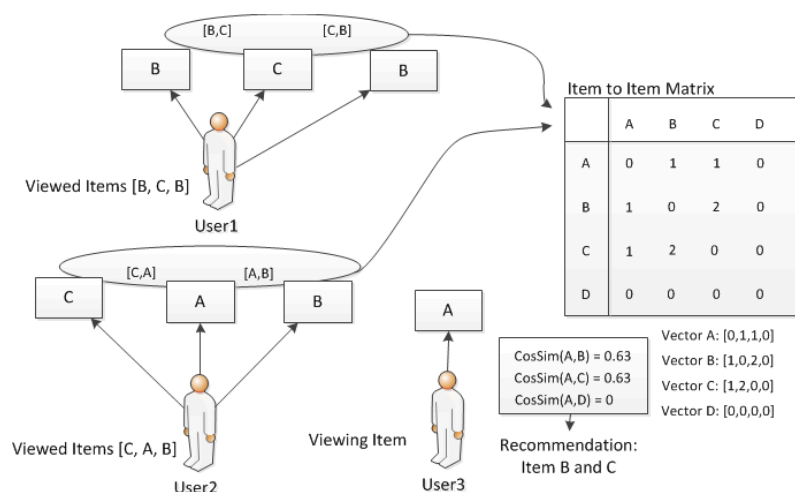 [B,C] [C,B]
B C B
Viewed Items [B, C, B]
User1
[C,A] [A,B]
C A B
Viewed Items [C, A, B]
User2
A
Viewing Item
User3
Item to Item Matrix
A B C D
A 0 1 1 0
B 1 0 2 0
C 1 2 0 0
D 0 0 0 0
CosSim(A,B) = 0.63
CosSim(A,C) = 0.63
CosSim(A,D) = 0
Vector A: [0,1,1,0]
Vector B: [1,0,2,0]
Vector C: [1,2,0,0]
Vector D: [0,0,0,0]
Recommendation:
Item B and C